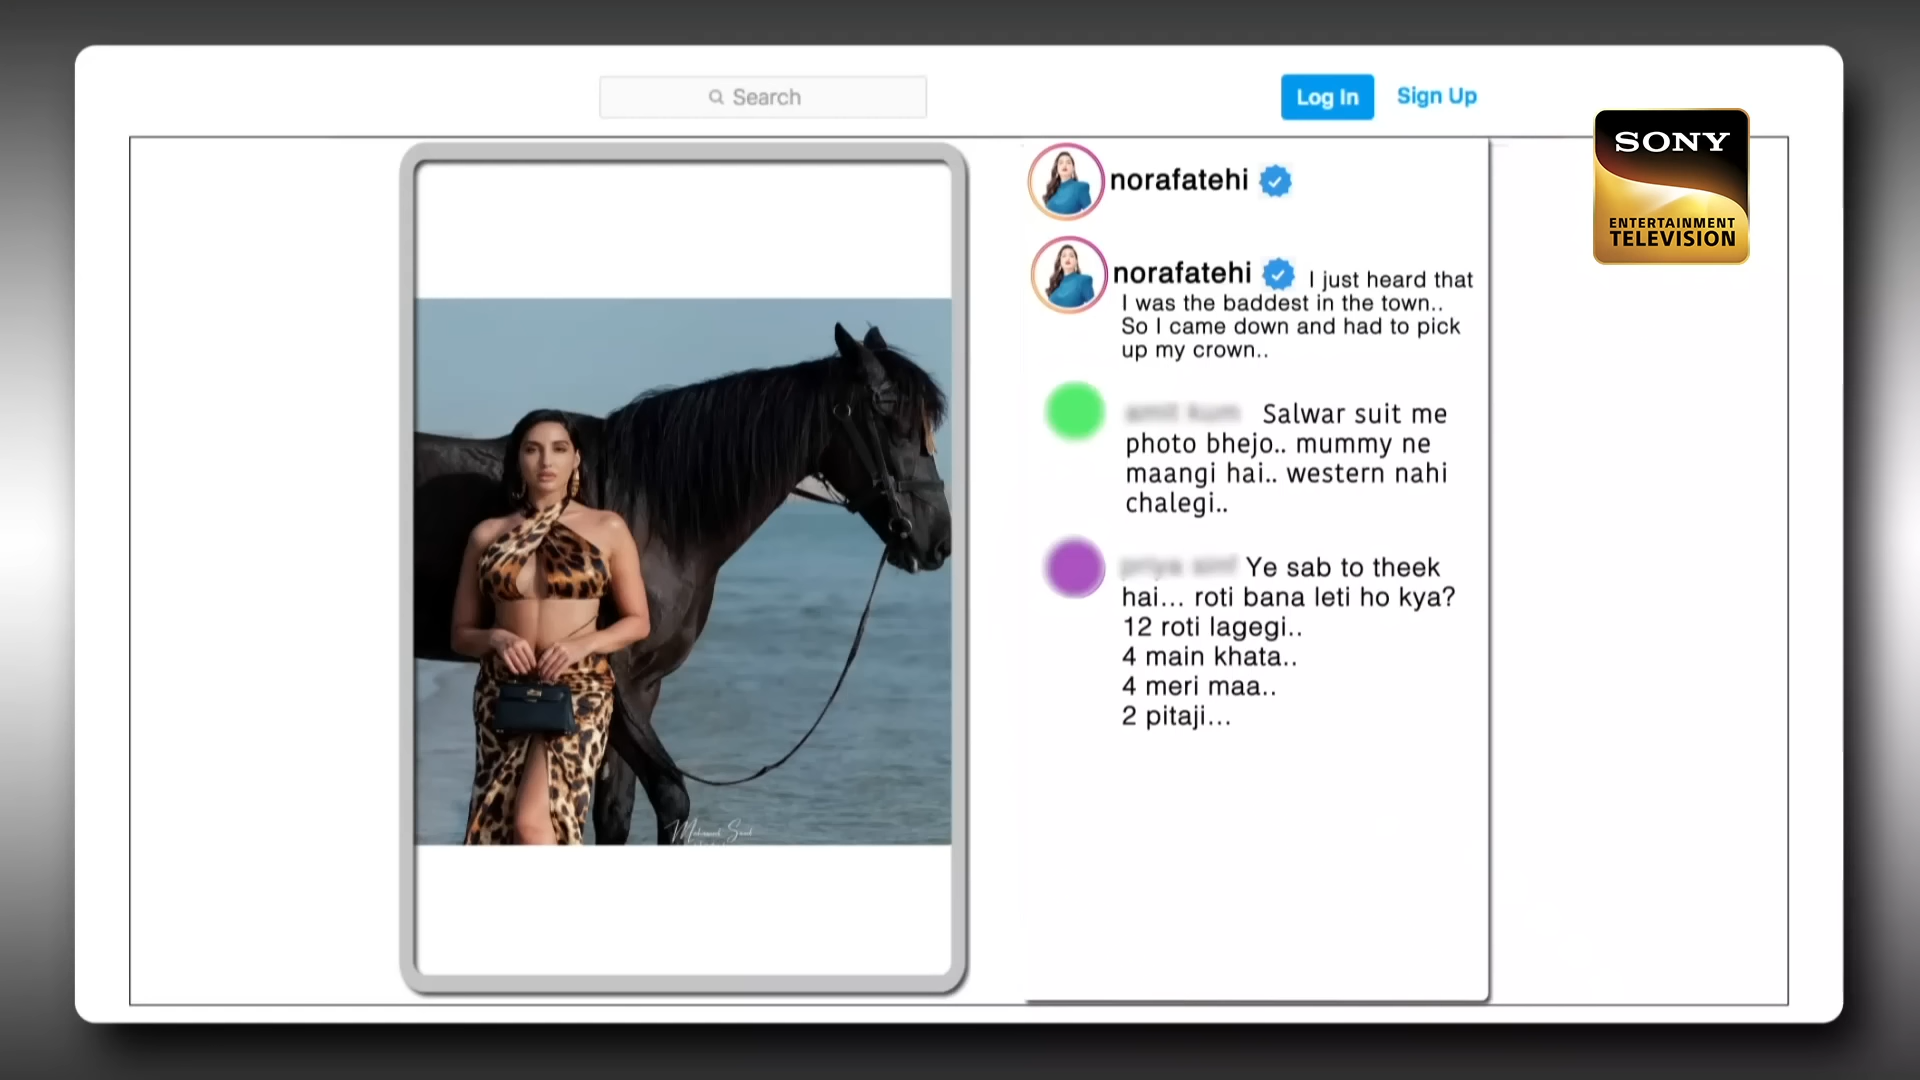 Search
Log In
Sign Up
SONY
ENTERTAINMENT
TELEVISION
norafatehi
norafatehi I just heard that
I was the baddest in the town..
So I came down and had to pick
up my crown..
Salwar suit me
photo bhejo.. mummy ne
maangi hai.. western nahi
chalegi..
Ye sab to theek
hai... roti bana leti ho kya?
12 roti lagegi..
4 main khata..
4 meri maa..
2 pitaji...